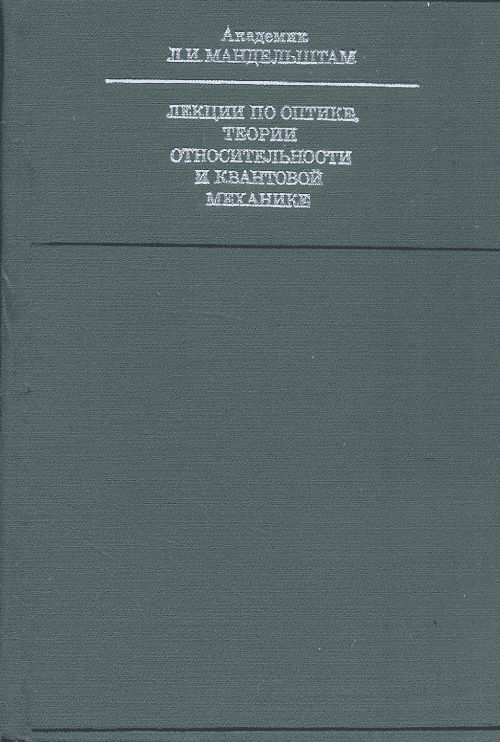 Академик
Л.И. МАНДЕЛЬШТАМ
ЛЕКЦИИ ПО ОПТИКЕ,
ТЕОРИИ
ОТНОСИТЕЛЬНОСТИ
И КВАНТОВОЙ
МЕХАНИКЕ